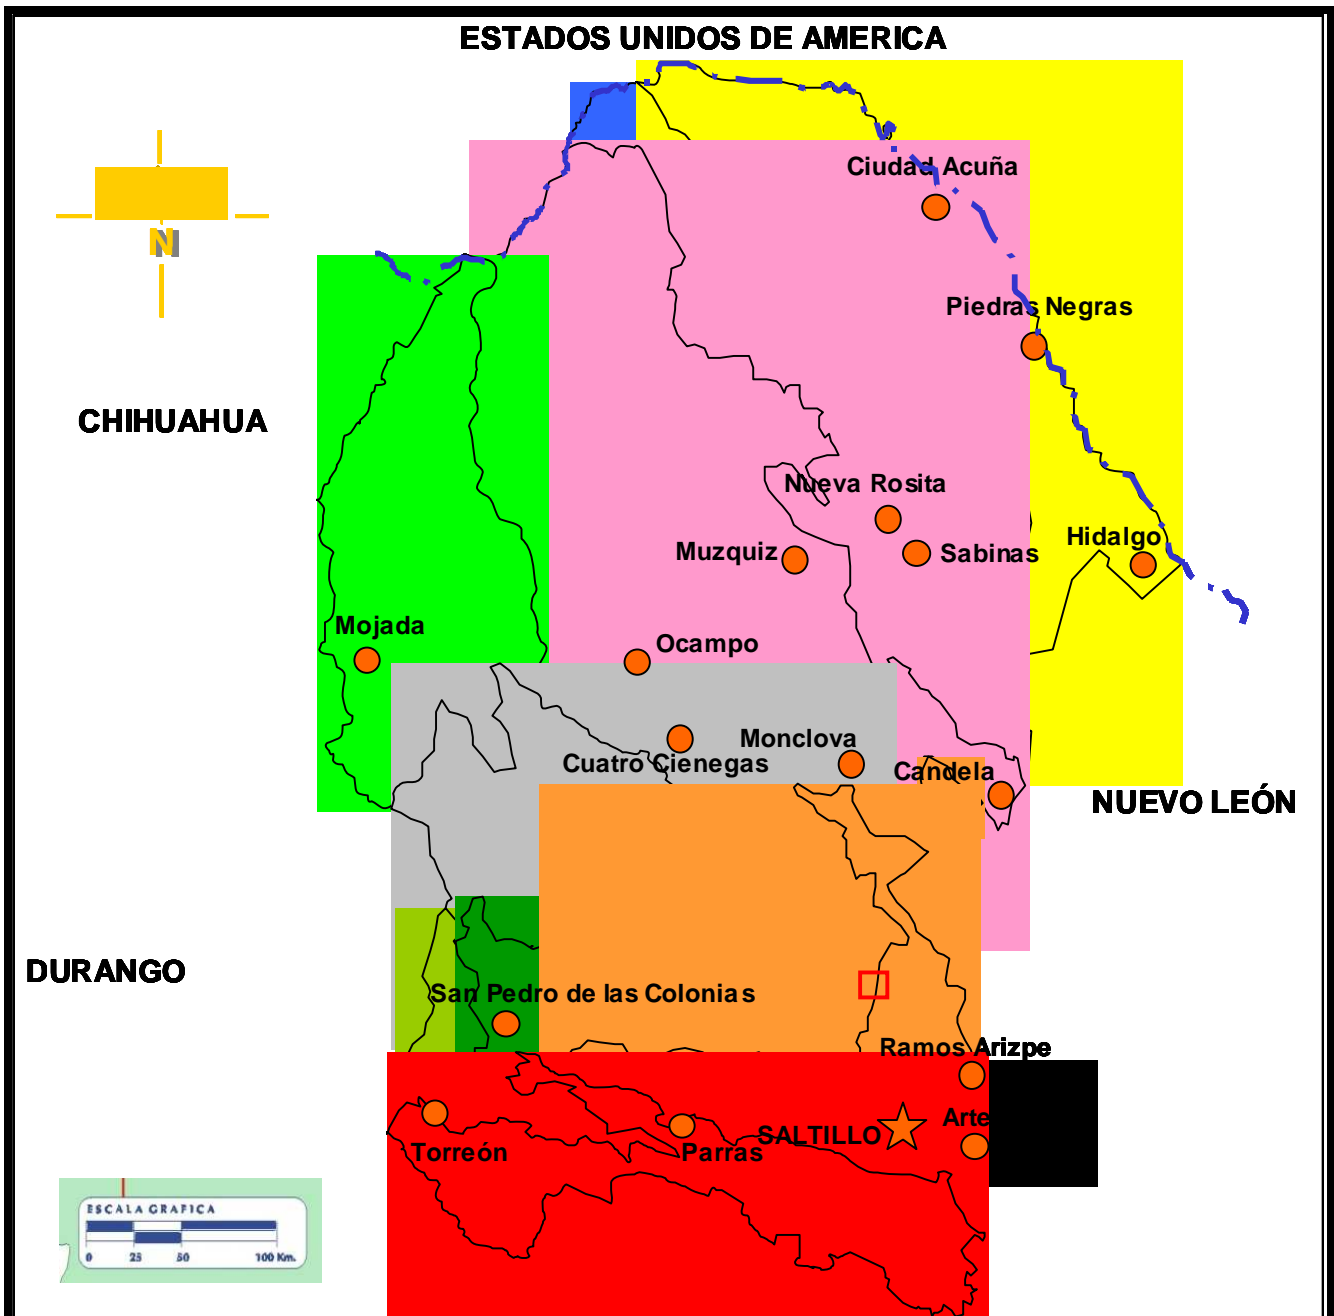 ESTADOS UNIDOS DE AMERICA
Ciudad Acuña
N
Piedras Negras
CHIHUAHUA
Nueva Rosita
Hidalgo
Muzquiz
Sabinas
Mojada
Ocampo
Monclova
Cuatro Cienegas
Candela
NUEVO LEÓN
DURANGO
San Pedro de las Colonias
Ramos Arizpe
Arte
SALTILLO
Torreón
Parras
ESCALA GRAFICA
0 25 50 100 Km.